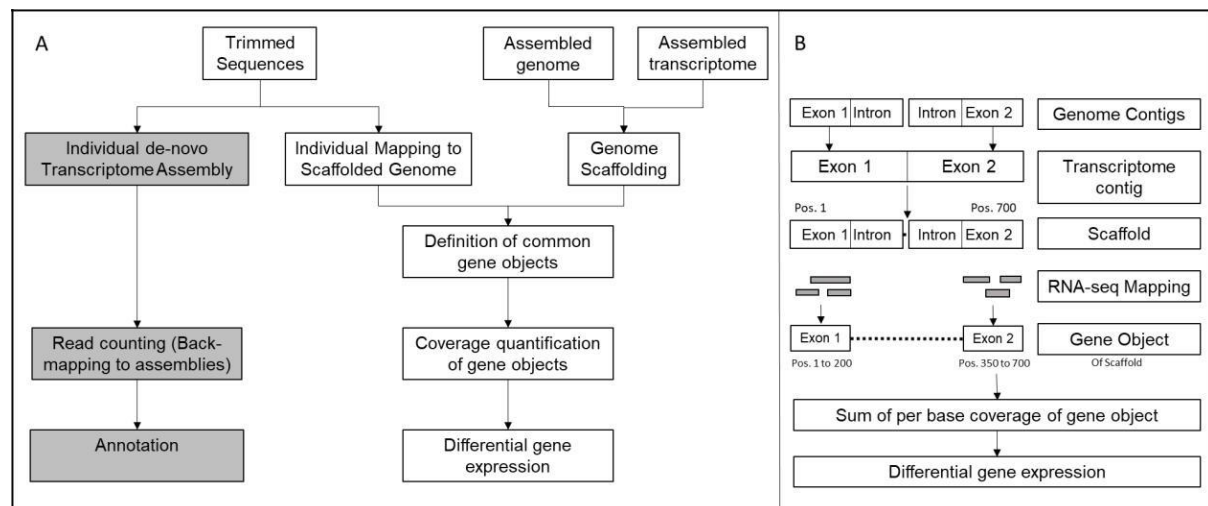 A
Trimmed
Sequences
Assembled
genome
Assembled
transcriptome
Individual de-novo
Transcriptome Assembly
Individual Mapping to
Scaffolded Genome
Genome
Scaffolding
Definition of common
gene objects
Read counting (Back-
mapping to assemblies)
Coverage quantification
of gene objects
Annotation
Differential gene
expression
B
Exon 1 Intron
Intron Exon 2
Genome Contigs
Exon 1
Exon 2
Transcriptome
contig
Pos. 1
Pos. 700
Exon 1 Intron
Intron Exon 2
Scaffold
RNA-seq Mapping
Exon 1
Exon 2
Gene Object
Pos. 1 to 200
Pos. 350 to 700
Of Scaffold
Sum of per base coverage of gene object
Differential gene expression